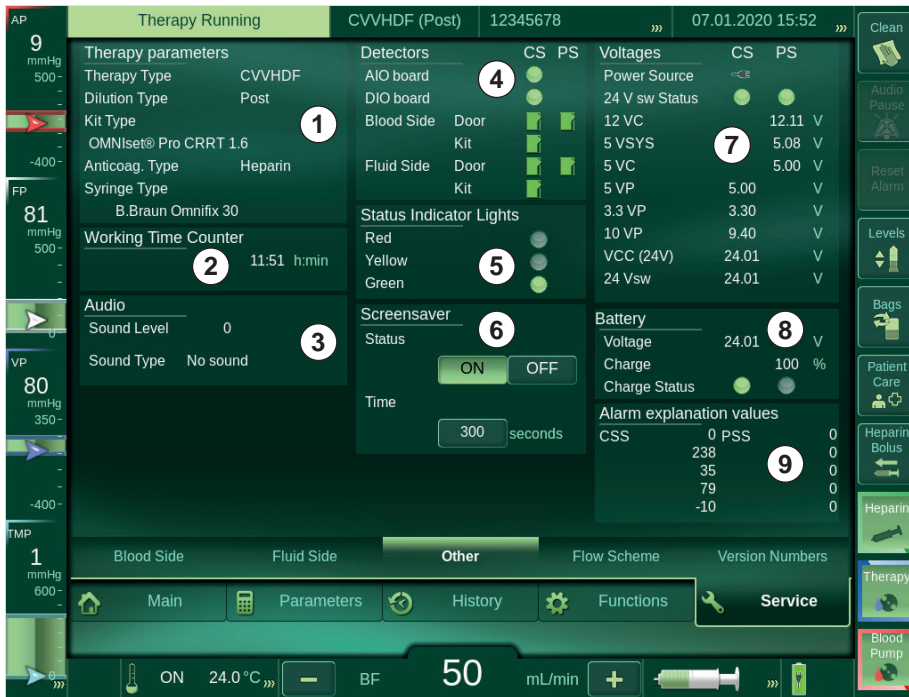 AP
9
mmHg
500
-400
FP
81
mmHg
500
0
VP
80
mmHg
350
-400
TMP
1
mmHg
600
0
Therapy Running
CVVHDF (Post)
12345678
07.01.2020 15:52
Therapy parameters
Therapy Type CVVHDF
Dilution Type Post
Kit Type
OMNIset® Pro CRRT 1.6
Anticoag. Type Heparin
Syringe Type
B.Braun Omnifix 30
1
Working Time Counter
11:51 h:min
2
Audio
Sound Level 0
Sound Type No sound
3
Detectors CS PS
AIO board
DIO board
Blood Side Door
Kit
Fluid Side Door
Kit
4
Status Indicator Lights
Red
Yellow
Green
5
Screensaver
Status
ON OFF
Time
300 seconds
6
Voltages CS PS
Power Source
24 V sw Status
12 VC 12.11 V
5 VSYS 5.08 V
5 VC 5.00 V
5 VP 5.00 V
3.3 VP 3.30 V
10 VP 9.40 V
VCC (24V) 24.01 V
24 Vsw 24.01 V
7
Battery
Voltage 24.01 V
Charge 100 %
Charge Status
8
Alarm explanation values
CSS 0 PSS 0
238 0
35 0
79 0
-10 0
9
Blood Side Fluid Side Other Flow Scheme Version Numbers
Main Parameters History Functions Service
ON 24.0 °C
BF 50 mL/min
Clean
Audio
Pause
Reset
Alarm
Levels
Bags
Patient
Care
Heparin
Bolus
Heparin
Therapy
Blood
Pump